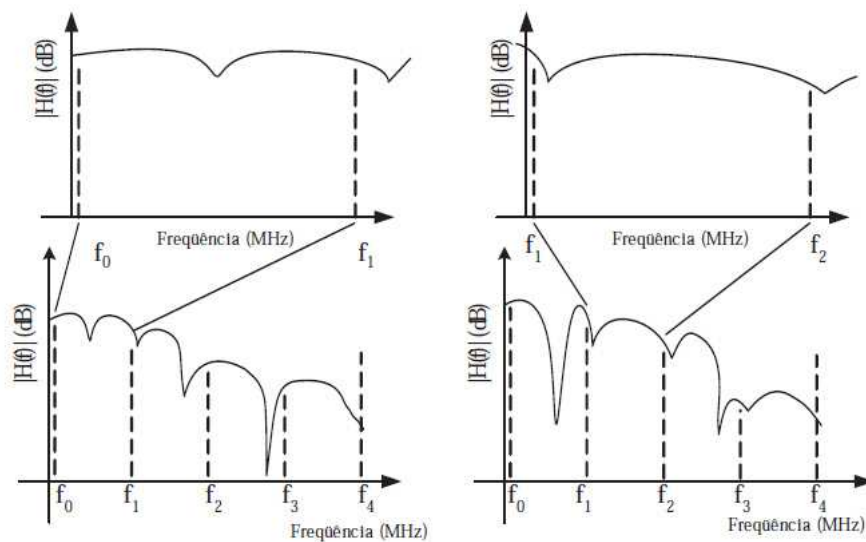 |H(f)| (dB)
Freqüência (MHz)
f0
f1
|H(f)| (dB)
Freqüência (MHz)
f1
f2
|H(f)| (dB)
f0
f1
f2
f3
f4
Freqüência (MHz)
|H(f)| (dB)
f0
f1
f2
f3
f4
Freqüência (MHz)